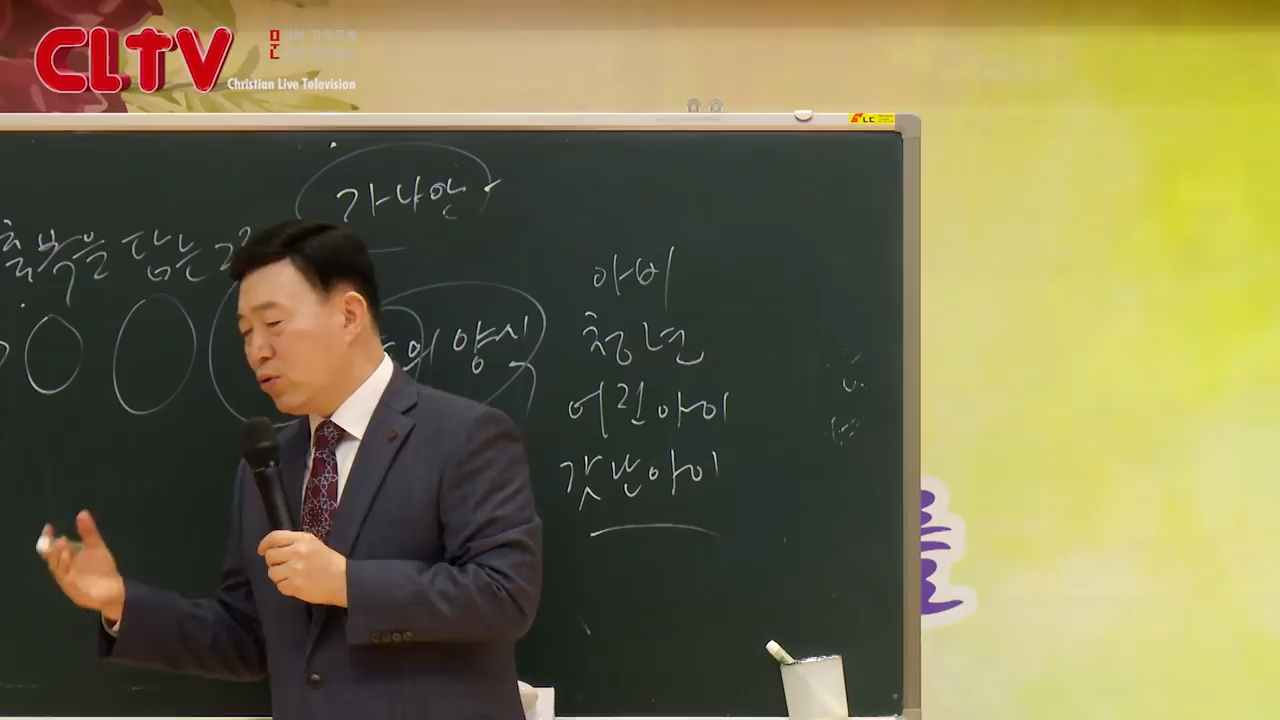 CLTV
Christian Live Television
가나안
축복을 담는 그
의 양식
아비
청년
어린아이
갓난아이